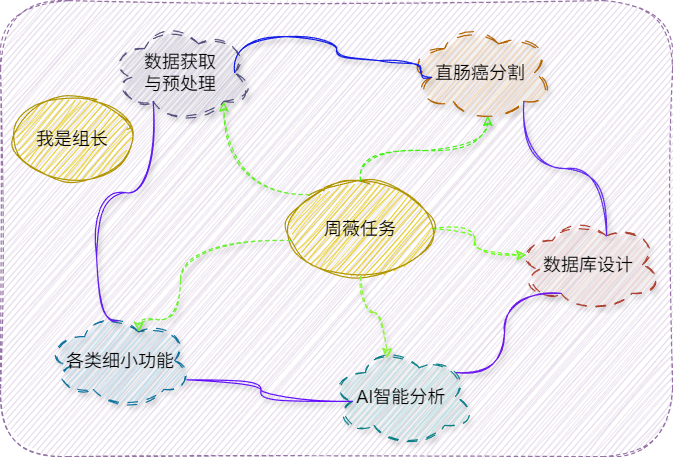 数据获取
与预处理
直肠癌分割
我是组长
周薇任务
数据库设计
各类细小功能
AI智能分析